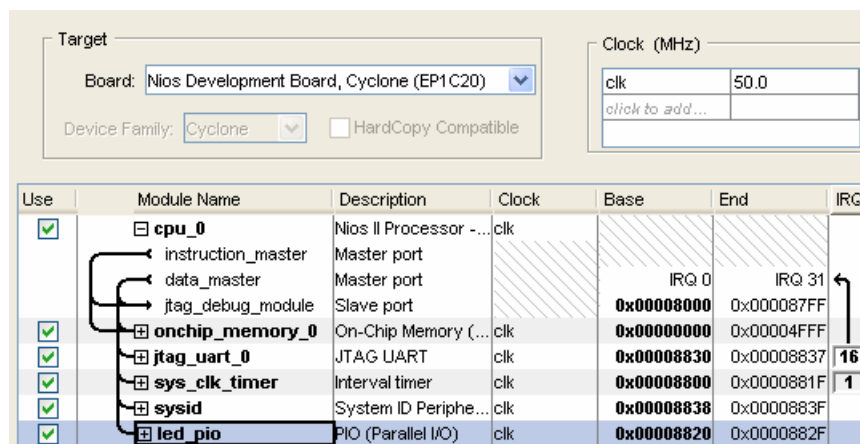 Target
Clock (MHz)
Board: Nios Development Board, Cyclone (EP1C20)
clk 50.0
click to add...
Device Family: Cyclone HardCopy Compatible
Use Module Name Description Clock Base End IRQ
cpu_0 Nios II Processor -... clk
instruction_master Master port
data_master Master port IRQ 0 IRQ 31
jtag_debug_module Slave port 0x00008000 0x000087FF
onchip_memory_0 On-Chip Memory (... clk 0x00000000 0x00004FFF
jtag_uart_0 JTAG UART clk 0x00008830 0x00008837 16
sys_clk_timer Interval timer clk 0x00008800 0x0000881F 1
sysid System ID Periphe... clk 0x00008838 0x0000883F
led_pio PIO (Parallel I/O) clk 0x00008820 0x0000882F